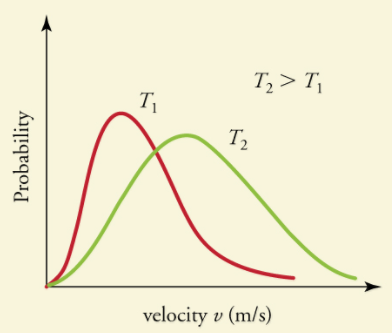 T₂ > T₁
T₁
T₂
Probability
velocity v (m/s)